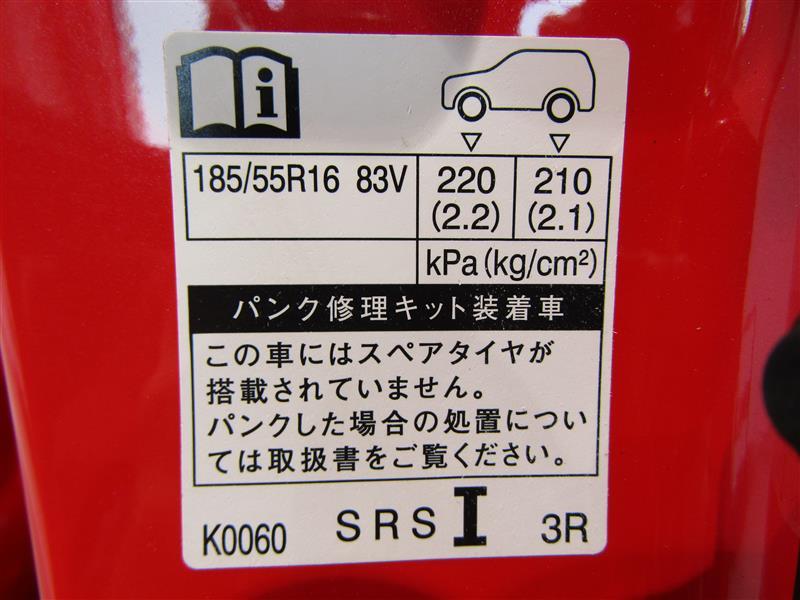 185/55R16 83V 220 210
(2.2) (2.1)
kPa(kg/cm²)
パンク修理キット装着車
この車にはスペアタイヤが
搭載されていません。
パンクした場合の処置につい
ては取扱書をご覧ください。
K0060 SRS I 3R